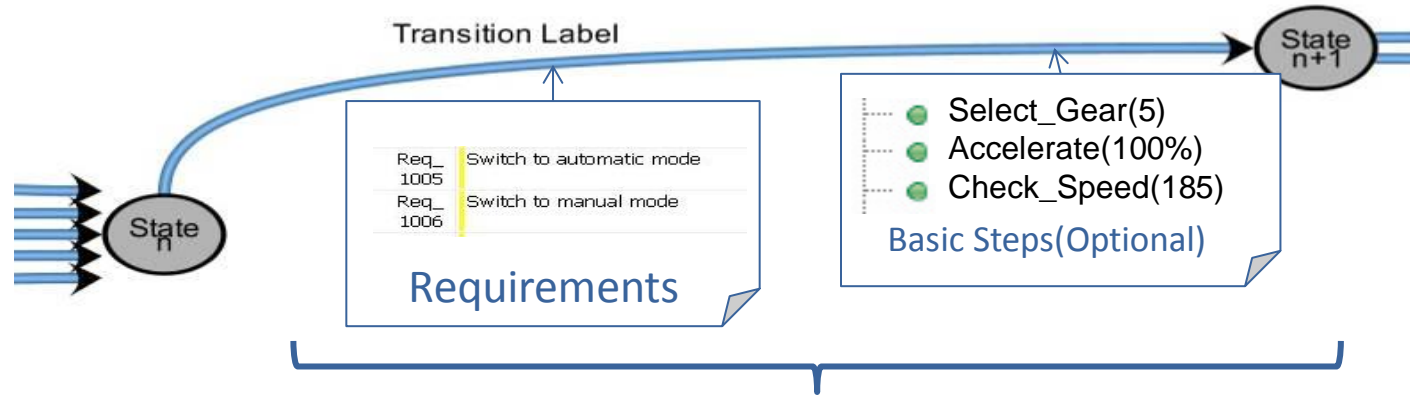 Transition Label
State
n+1
State
n
Req_
1005
Switch to automatic mode
Req_
1006
Switch to manual mode
Requirements
Select_Gear(5)
Accelerate(100%)
Check_Speed(185)
Basic Steps(Optional)